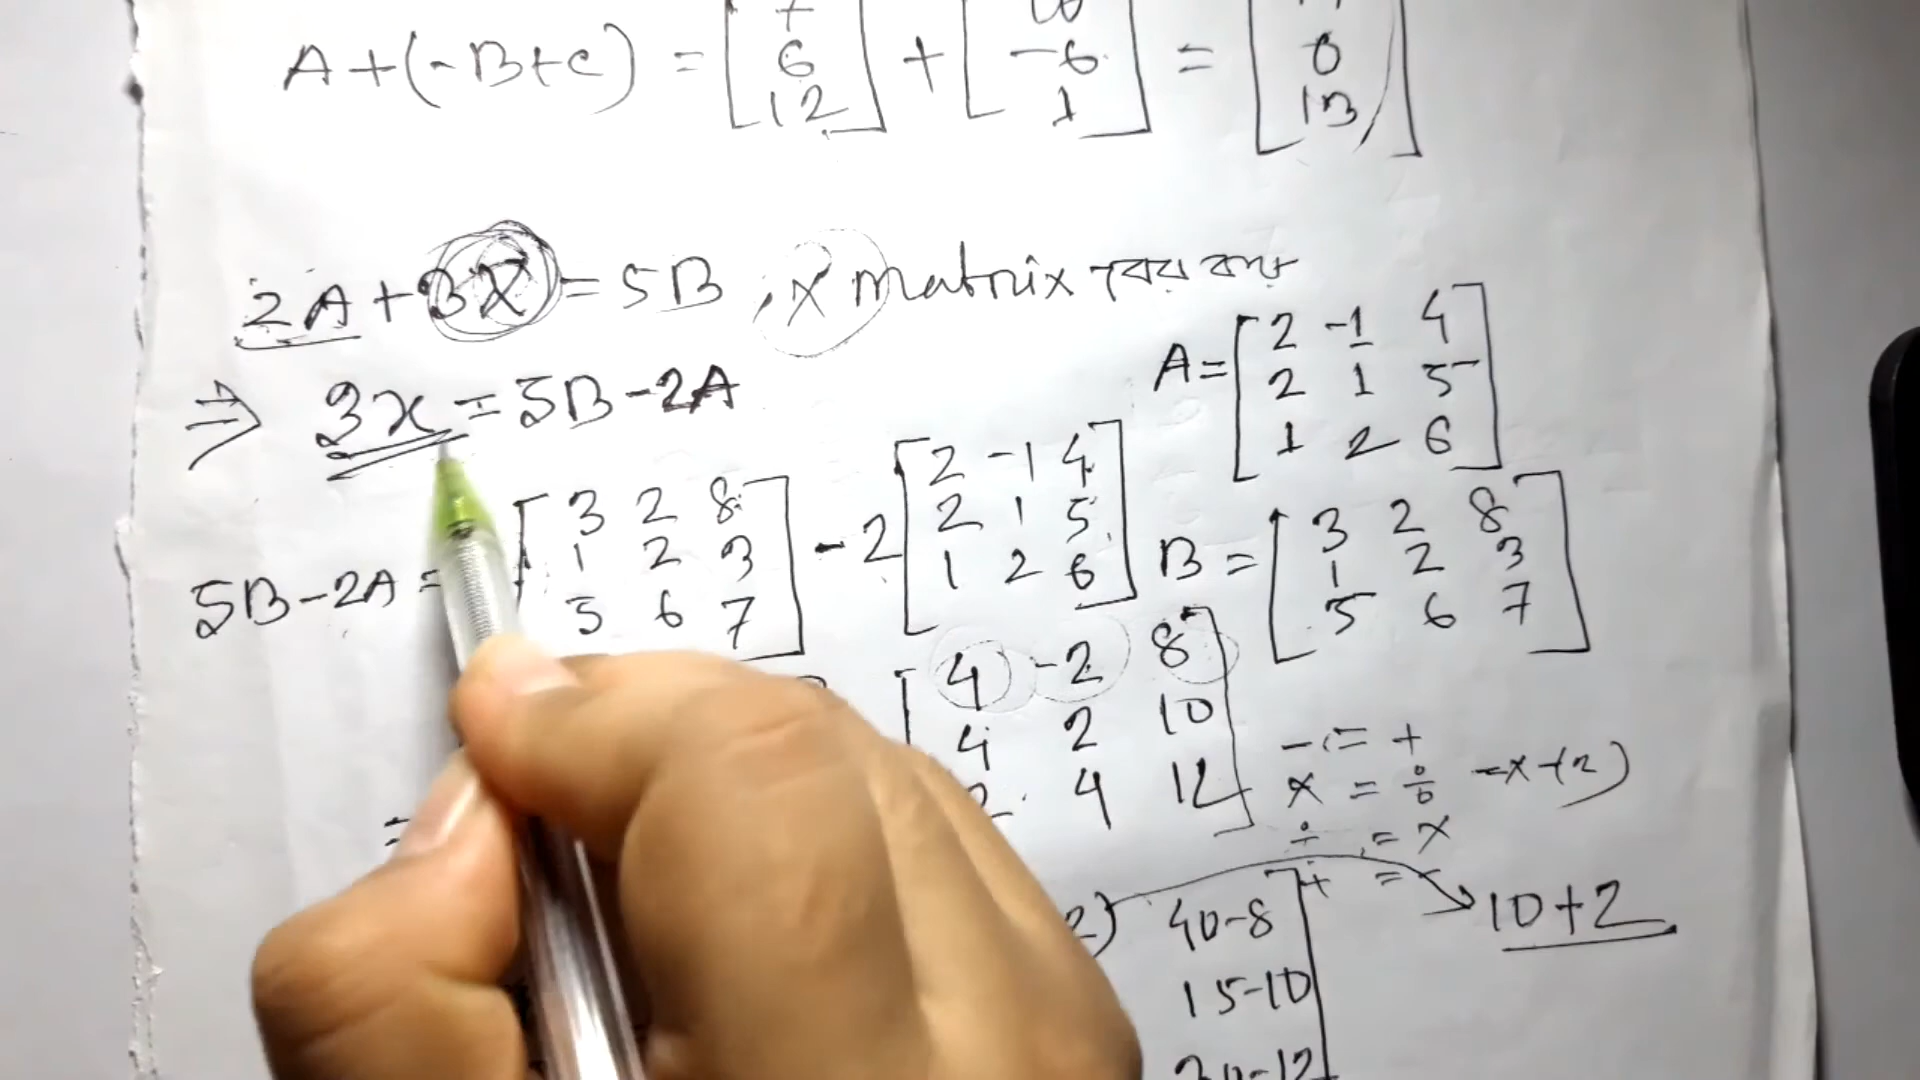 A+(-B+C) = [ 6 12 ] + [ -6 1 ] = [ 0 13 ]
2A+3X = 5B , X matrix
⇒ 3x = 5B-2A
A = [ 2 -1 4
2 1 5
1 2 6 ]
5B-2A = [ 3 2 8
1 2 3
5 6 7 ] - 2 [ 2 -1 4
2 1 5
1 2 6 ]
B = [ 3 2 8
1 2 3
5 6 7 ]
[ 4 -2 8
4 2 10
2 4 12 ]
- = +
× = ÷
÷ = ×
+ = -
=
2) 40-8
15-10
10+2